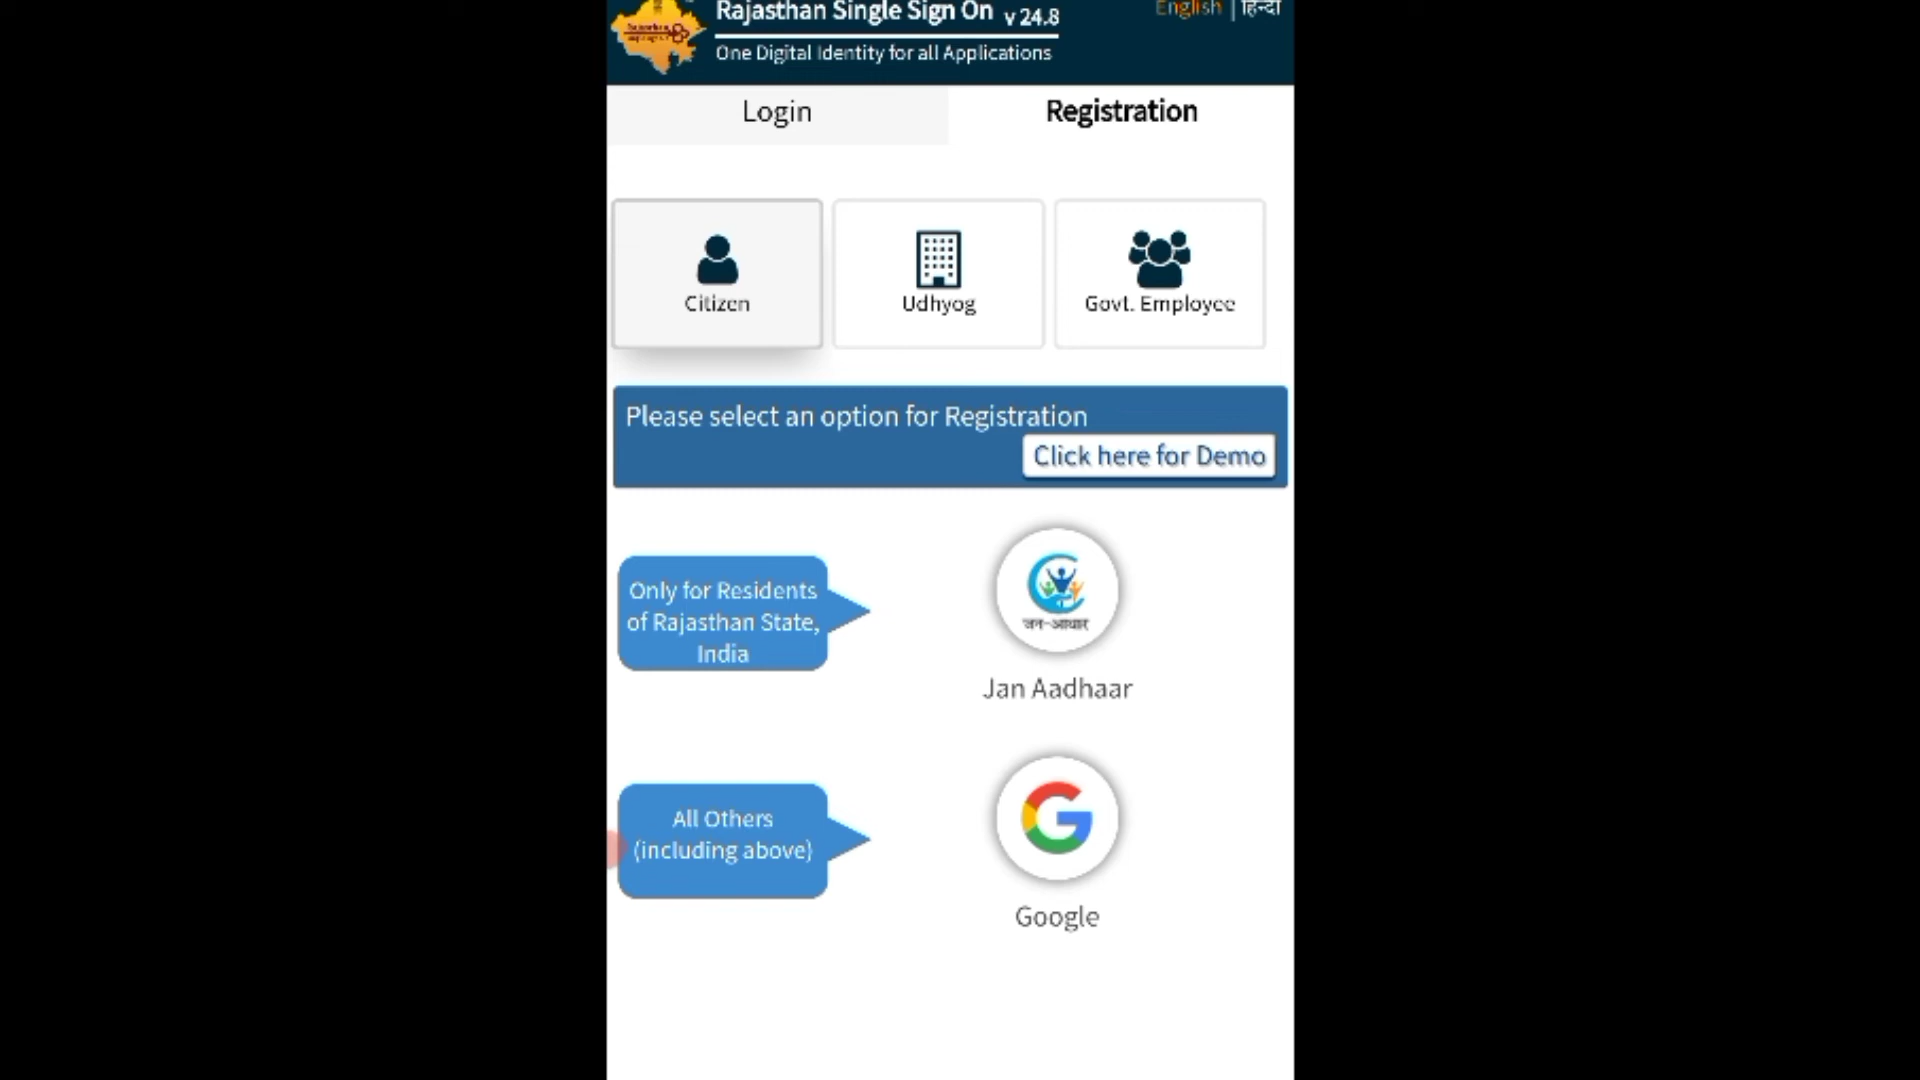 Rajasthan Single Sign On v 24.8
English | हिन्दी
One Digital Identity for all Applications
Login
Registration
Citizen
Udhyog
Govt. Employee
Please select an option for Registration
Click here for Demo
Only for Residents
of Rajasthan State,
India
जन-आधार
Jan Aadhaar
All Others
(including above)
Google